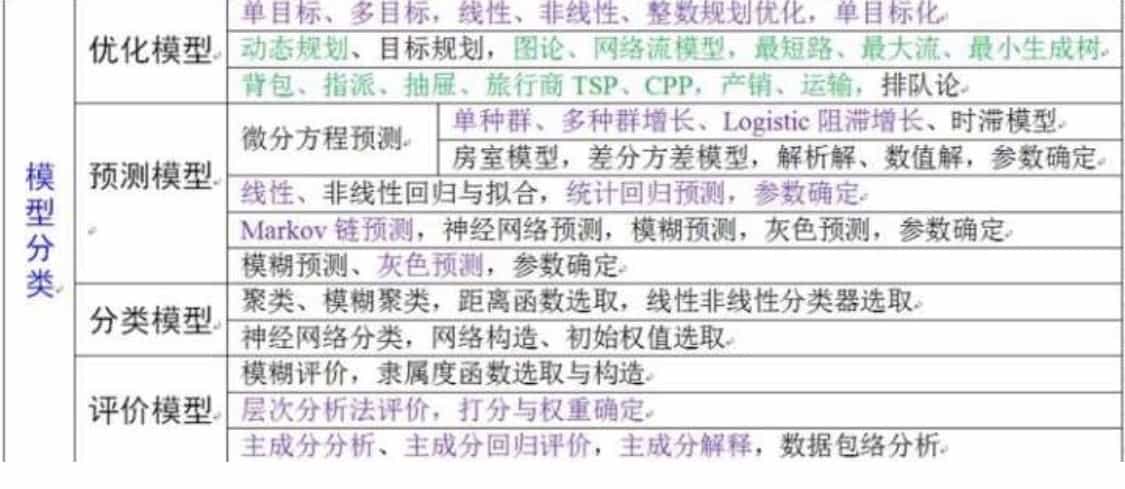 模型分类
优化模型
单目标、多目标，线性、非线性、整数规划优化，单目标化
动态规划、目标规划，图论、网络流模型，最短路、最大流、最小生成树
背包、指派、抽屉、旅行商 TSP、CPP，产销、运输，排队论
预测模型
微分方程预测
单种群、多种群增长、Logistic 阻滞增长、时滞模型
房室模型，差分方差模型，解析解、数值解，参数确定
线性、非线性回归与拟合，统计回归预测，参数确定
Markov 链预测，神经网络预测，模糊预测，灰色预测，参数确定
模糊预测、灰色预测，参数确定
分类模型
聚类、模糊聚类，距离函数选取，线性非线性分类器选取
神经网络分类，网络构造、初始权值选取
评价模型
模糊评价，隶属度函数选取与构造
层次分析法评价，打分与权重确定
主成分分析、主成分回归评价，主成分解释，数据包络分析